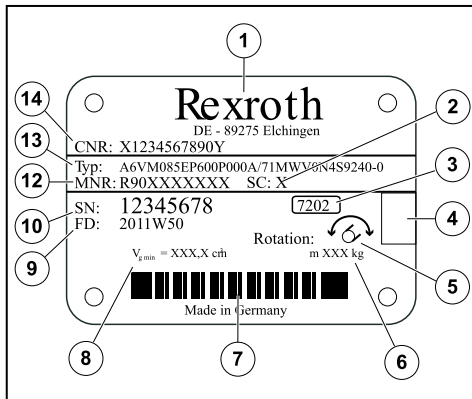 1
Rexroth
DE - 89275 Elchingen
14
CNR: X1234567890Y
2
13
Typ: A6VM085EP600P000A/71MWV0N4S9240-0
12
MNR: R90XXXXXXX SC: X
3
10
SN: 12345678
7202
4
9
FD: 2011W50
Rotation:
5
Vg min = XXX,X cm
m XXX kg
Made in Germany
8
7
6